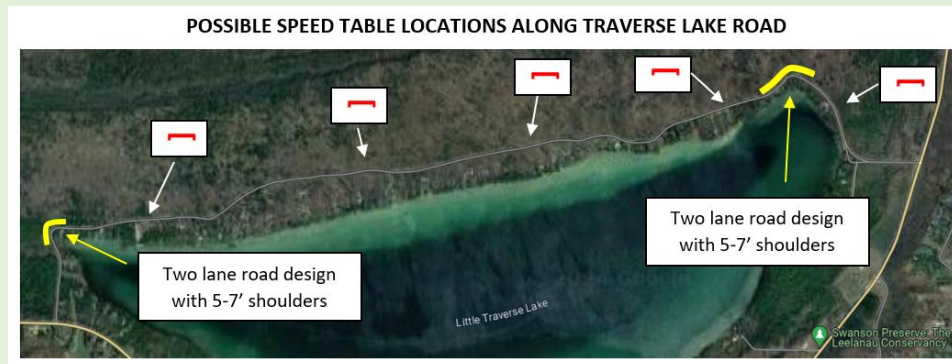 POSSIBLE SPEED TABLE LOCATIONS ALONG TRAVERSE LAKE ROAD
Two lane road design
with 5-7’ shoulders
Two lane road design
with 5-7’ shoulders
Little Traverse Lake
Swanson Preserve, The
Leelanau Conservancy